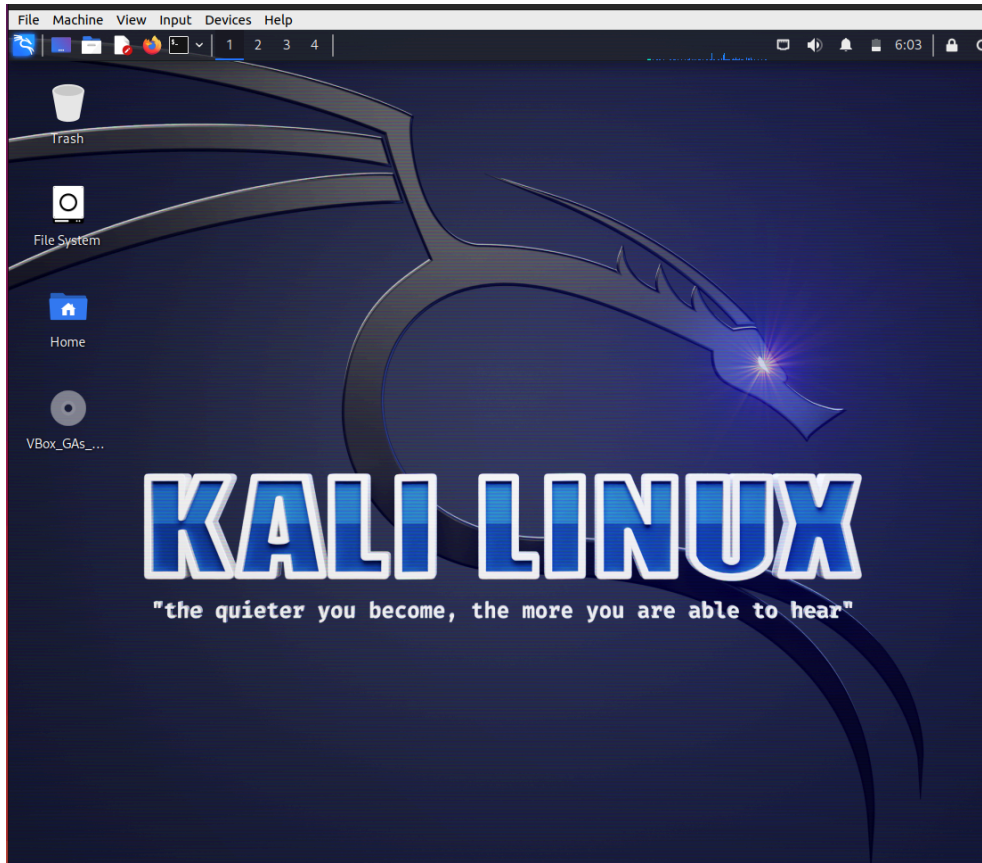 File Machine View Input Devices Help
1 2 3 4 6:03
Trash
File System
Home
VBox_GAs_...
KALI LINUX
"the quieter you become, the more you are able to hear"